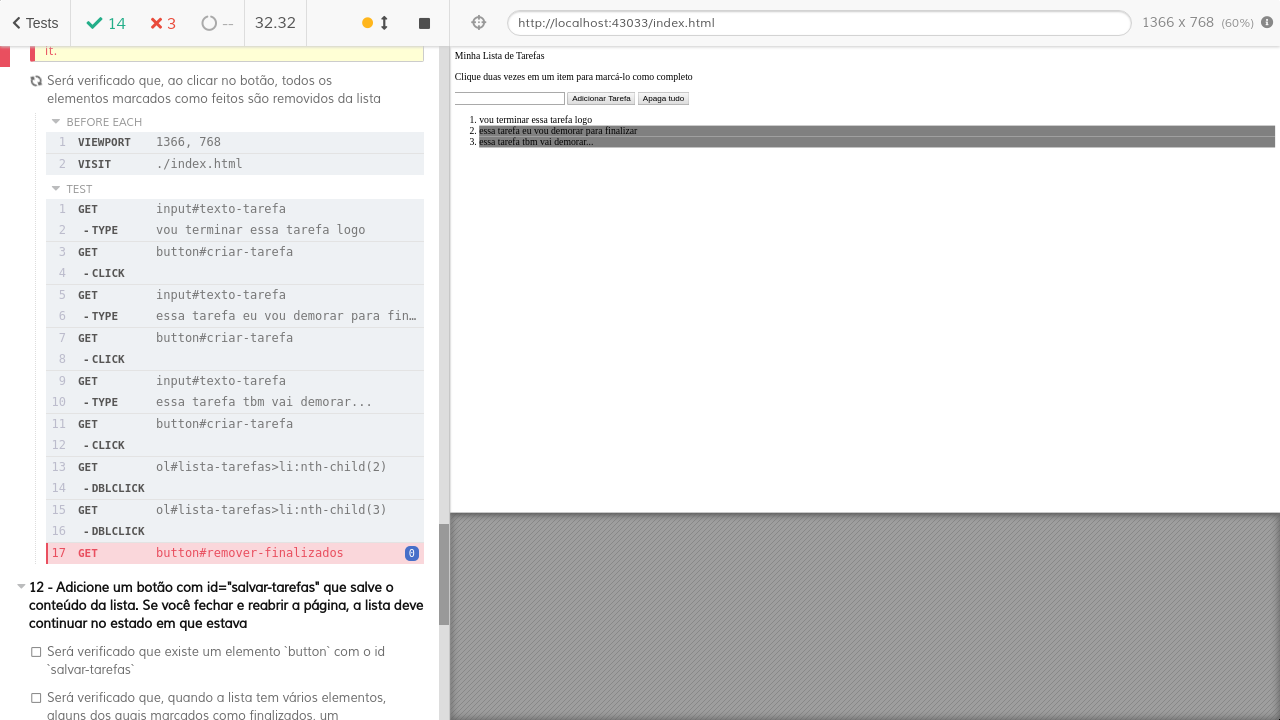 Tests
14
3
--
32.32
http://localhost:43033/index.html
1366 x 768 (60%)
it.
Será verificado que, ao clicar no botão, todos os
elementos marcados como feitos são removidos da lista
BEFORE EACH
1 VIEWPORT 1366, 768
2 VISIT ./index.html
TEST
1 GET input#texto-tarefa
2 -TYPE vou terminar essa tarefa logo
3 GET button#criar-tarefa
4 -CLICK
5 GET input#texto-tarefa
6 -TYPE essa tarefa eu vou demorar para fin…
7 GET button#criar-tarefa
8 -CLICK
9 GET input#texto-tarefa
10 -TYPE essa tarefa tbm vai demorar...
11 GET button#criar-tarefa
12 -CLICK
13 GET ol#lista-tarefas>li:nth-child(2)
14 -DBLCLICK
15 GET ol#lista-tarefas>li:nth-child(3)
16 -DBLCLICK
17 GET button#remover-finalizados 0
12 - Adicione um botão com id="salvar-tarefas" que salve o
conteúdo da lista. Se você fechar e reabrir a página, a lista deve
continuar no estado em que estava
Será verificado que existe um elemento `button` com o id
`salvar-tarefas`
Será verificado que, quando a lista tem vários elementos,
alguns dos quais marcados como finalizados, um
Minha Lista de Tarefas
Clique duas vezes em um item para marcá-lo como completo
Adicionar Tarefa Apaga tudo
1. vou terminar essa tarefa logo
2. essa tarefa eu vou demorar para finalizar
3. essa tarefa tbm vai demorar...